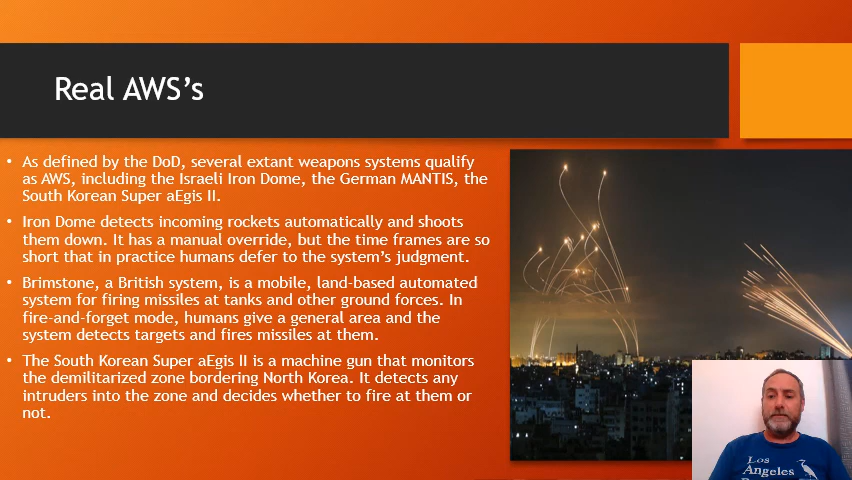 Real AWS’s
• As defined by the DoD, several extant weapons systems qualify
as AWS, including the Israeli Iron Dome, the German MANTIS, the
South Korean Super aEgis II.
• Iron Dome detects incoming rockets automatically and shoots
them down. It has a manual override, but the time frames are so
short that in practice humans defer to the system’s judgment.
• Brimstone, a British system, is a mobile, land-based automated
system for firing missiles at tanks and other ground forces. In
fire-and-forget mode, humans give a general area and the
system detects targets and fires missiles at them.
• The South Korean Super aEgis II is a machine gun that monitors
the demilitarized zone bordering North Korea. It detects any
intruders into the zone and decides whether to fire at them or
not.
Los
Angeles